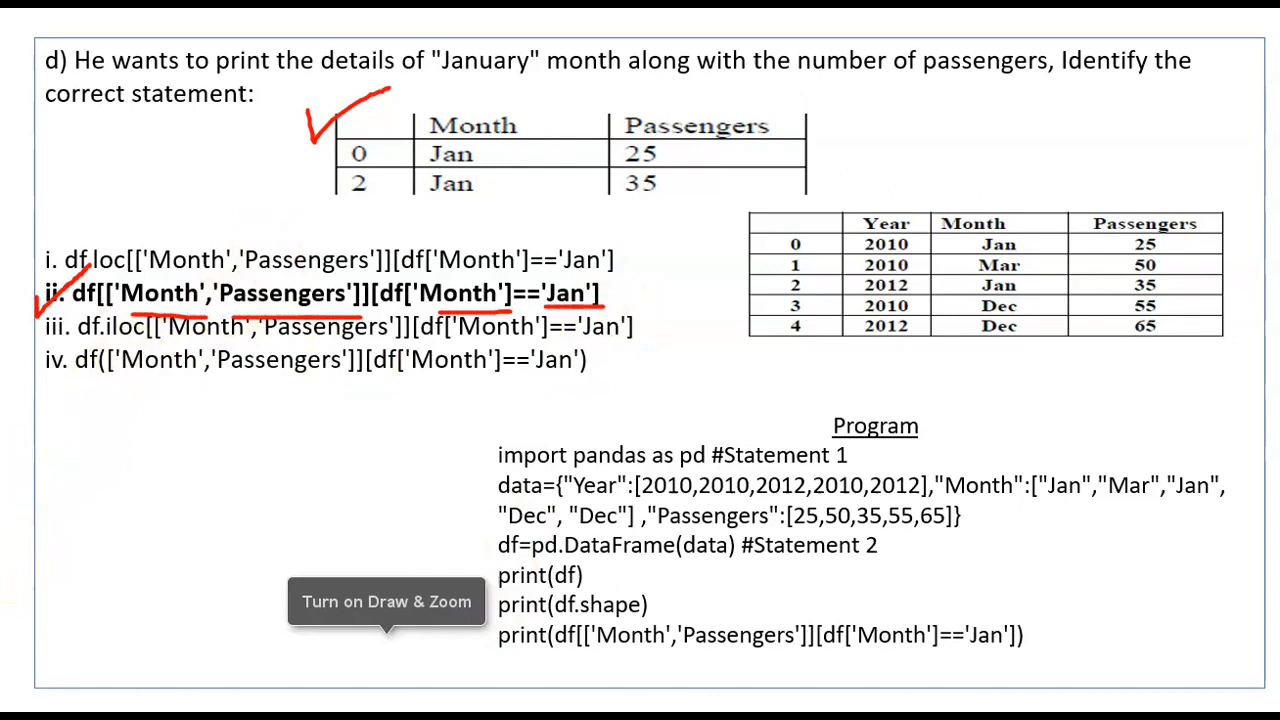 d) He wants to print the details of "January" month along with the number of passengers, Identify the
correct statement:
Month Passengers
0 Jan 25
2 Jan 35
i. df.loc[['Month','Passengers']][df['Month']=='Jan']
ii. df[['Month','Passengers']][df['Month']=='Jan']
iii. df.iloc[['Month','Passengers']][df['Month']=='Jan']
iv. df(['Month','Passengers']][df['Month']=='Jan')
Year Month Passengers
0 2010 Jan 25
1 2010 Mar 50
2 2012 Jan 35
3 2010 Dec 55
4 2012 Dec 65
Program
import pandas as pd #Statement 1
data={"Year":[2010,2010,2012,2010,2012],"Month":["Jan","Mar","Jan",
"Dec", "Dec"] ,"Passengers":[25,50,35,55,65]}
df=pd.DataFrame(data) #Statement 2
print(df)
print(df.shape)
print(df[['Month','Passengers']][df['Month']=='Jan'])
Turn on Draw & Zoom